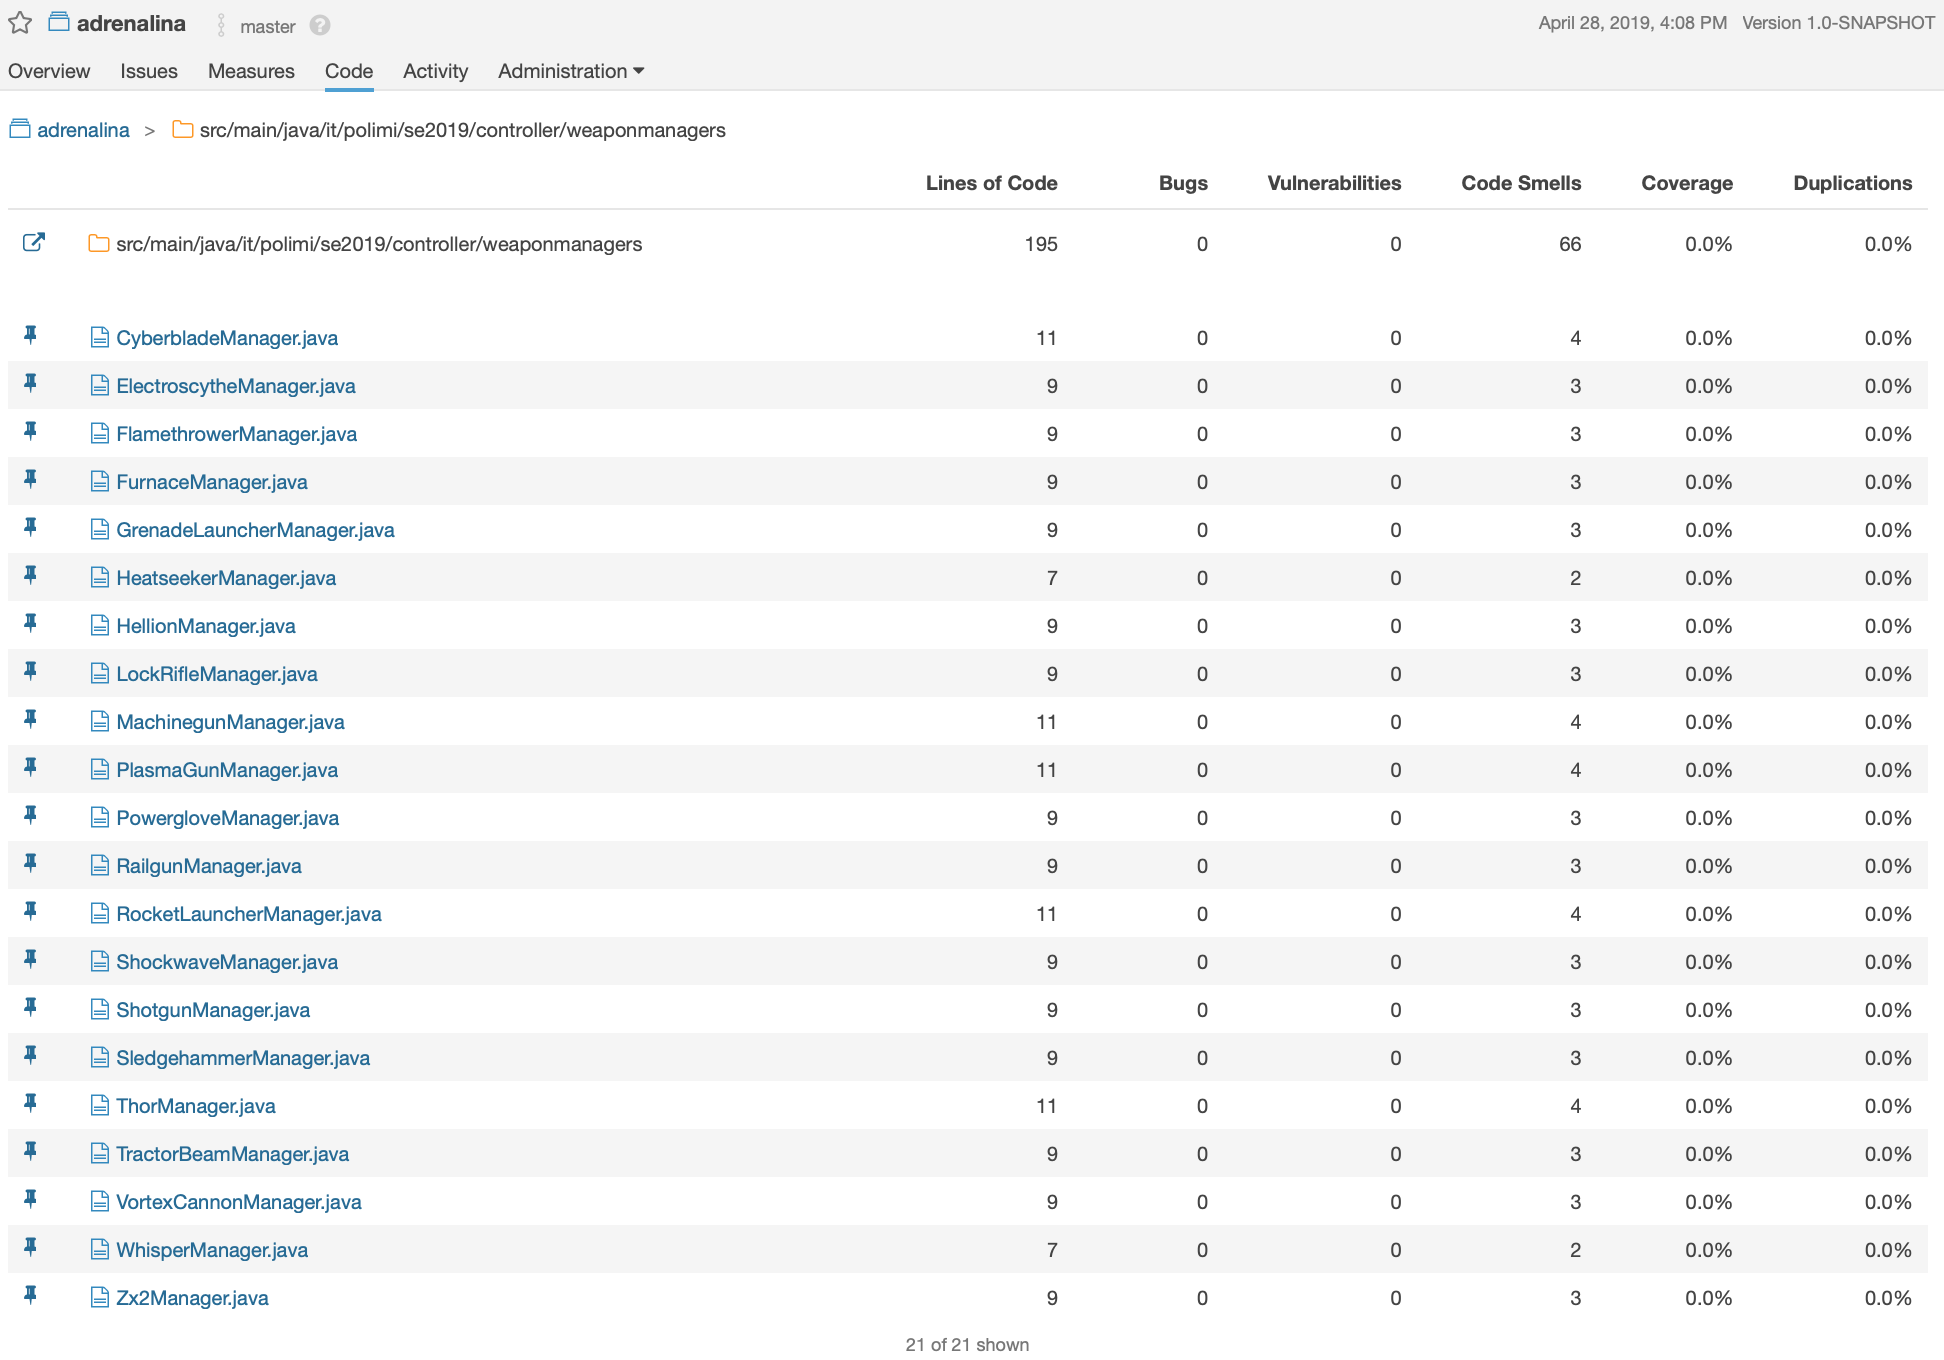 adrenalina master ? April 28, 2019, 4:08 PM Version 1.0-SNAPSHOT
Overview Issues Measures Code Activity Administration
adrenalina > src/main/java/it/polimi/se2019/controller/weaponmanagers
Lines of Code Bugs Vulnerabilities Code Smells Coverage Duplications
src/main/java/it/polimi/se2019/controller/weaponmanagers 195 0 0 66 0.0% 0.0%
CyberbladeManager.java 11 0 0 4 0.0% 0.0%
ElectroscytheManager.java 9 0 0 3 0.0% 0.0%
FlamethrowerManager.java 9 0 0 3 0.0% 0.0%
FurnaceManager.java 9 0 0 3 0.0% 0.0%
GrenadeLauncherManager.java 9 0 0 3 0.0% 0.0%
HeatseekerManager.java 7 0 0 2 0.0% 0.0%
HellionManager.java 9 0 0 3 0.0% 0.0%
LockRifleManager.java 9 0 0 3 0.0% 0.0%
MachinegunManager.java 11 0 0 4 0.0% 0.0%
PlasmaGunManager.java 11 0 0 4 0.0% 0.0%
PowergloveManager.java 9 0 0 3 0.0% 0.0%
RailgunManager.java 9 0 0 3 0.0% 0.0%
RocketLauncherManager.java 11 0 0 4 0.0% 0.0%
ShockwaveManager.java 9 0 0 3 0.0% 0.0%
ShotgunManager.java 9 0 0 3 0.0% 0.0%
SledgehammerManager.java 9 0 0 3 0.0% 0.0%
ThorManager.java 11 0 0 4 0.0% 0.0%
TractorBeamManager.java 9 0 0 3 0.0% 0.0%
VortexCannonManager.java 9 0 0 3 0.0% 0.0%
WhisperManager.java 7 0 0 2 0.0% 0.0%
Zx2Manager.java 9 0 0 3 0.0% 0.0%
21 of 21 shown